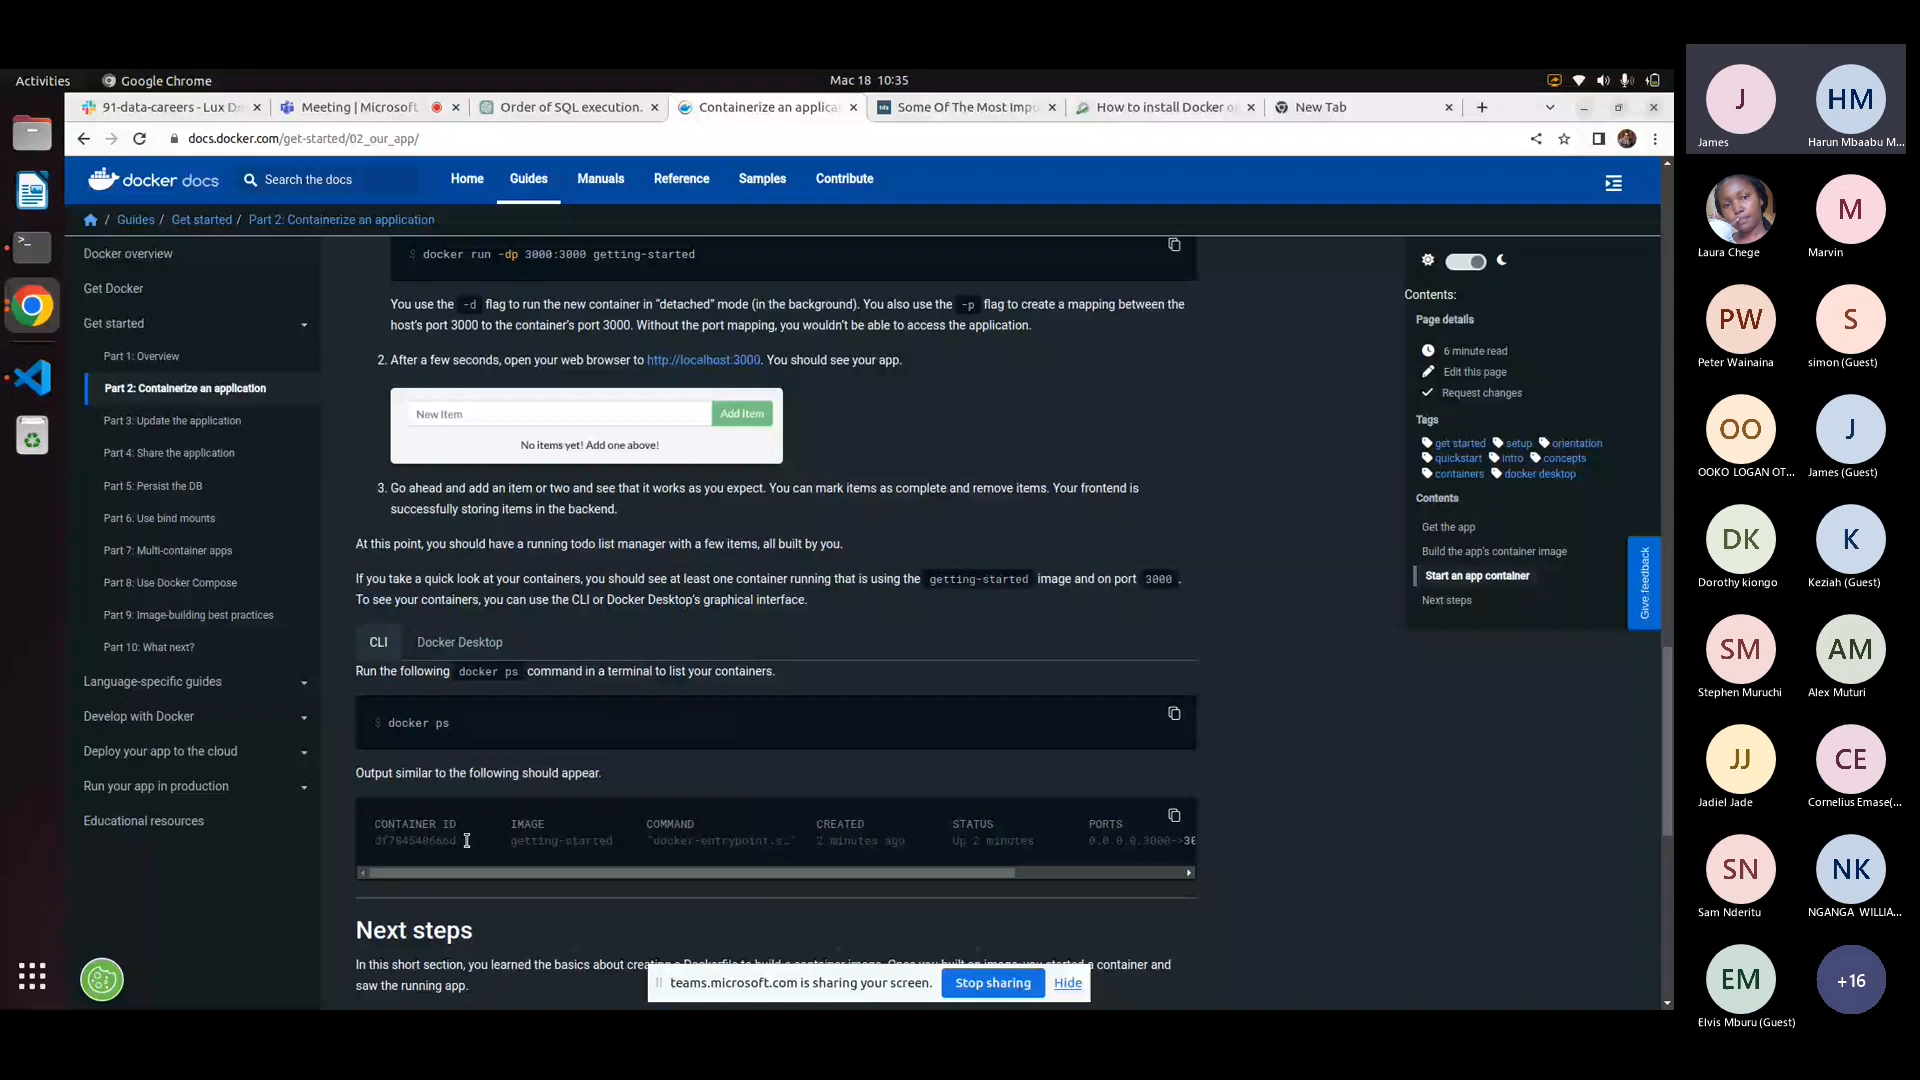 Activities
Google Chrome
Mac 18 10:35
91-data-careers - Lux De
Meeting | Microsoft
Order of SQL execution.
Containerize an applica
Some Of The Most Impo
How to install Docker o
New Tab
docs.docker.com/get-started/02_our_app/
docker docs
Search the docs
Home
Guides
Manuals
Reference
Samples
Contribute
/ Guides / Get started / Part 2: Containerize an application
Docker overview
Get Docker
Get started
Part 1: Overview
Part 2: Containerize an application
Part 3: Update the application
Part 4: Share the application
Part 5: Persist the DB
Part 6: Use bind mounts
Part 7: Multi-container apps
Part 8: Use Docker Compose
Part 9: Image-building best practices
Part 10: What next?
Language-specific guides
Develop with Docker
Deploy your app to the cloud
Run your app in production
Educational resources
$ docker run -dp 3000:3000 getting-started
You use the -d flag to run the new container in “detached” mode (in the background). You also use the -p flag to create a mapping between the
host’s port 3000 to the container’s port 3000. Without the port mapping, you wouldn’t be able to access the application.
2. After a few seconds, open your web browser to http://localhost:3000. You should see your app.
New Item
Add Item
No items yet! Add one above!
3. Go ahead and add an item or two and see that it works as you expect. You can mark items as complete and remove items. Your frontend is
successfully storing items in the backend.
At this point, you should have a running todo list manager with a few items, all built by you.
If you take a quick look at your containers, you should see at least one container running that is using the getting-started image and on port 3000 .
To see your containers, you can use the CLI or Docker Desktop’s graphical interface.
CLI
Docker Desktop
Run the following docker ps command in a terminal to list your containers.
$ docker ps
Output similar to the following should appear.
CONTAINER ID IMAGE COMMAND CREATED STATUS PORTS
df784548666d getting-started "docker-entrypoint.s…" 2 minutes ago Up 2 minutes 0.0.0.0:3000->30
Next steps
In this short section, you learned the basics about creating a Dockerfile to build a container image. Once you built an image, you started a container and
saw the running app.
teams.microsoft.com is sharing your screen.
Stop sharing
Hide
Contents:
Page details
6 minute read
Edit this page
Request changes
Tags
get started setup orientation
quickstart intro concepts
containers docker desktop
Contents
Get the app
Build the app's container image
Start an app container
Next steps
Give feedback
J
James
HM
Harun Mbaabu M...
Laura Chege
M
Marvin
PW
Peter Wainaina
S
simon (Guest)
OO
OOKO LOGAN OT...
J
James (Guest)
DK
Dorothy kiongo
K
Keziah (Guest)
SM
Stephen Muruchi
AM
Alex Muturi
JJ
Jadiel Jade
CE
Cornelius Emase(...
SN
Sam Nderitu
NK
NGANGA WILLIA...
EM
Elvis Mburu (Guest)
+16